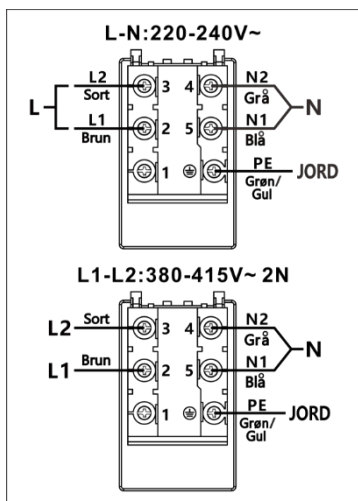 L-N:220-240V~
L2
Sort
3 4
N2
Grå
L
N
L1
Brun
2 5
N1
Blå
1
PE
Grøn/
Gul
JORD
L1-L2:380-415V~ 2N
L2
Sort
3 4
N2
Grå
N
L1
Brun
2 5
N1
Blå
1
PE
Grøn/
Gul
JORD